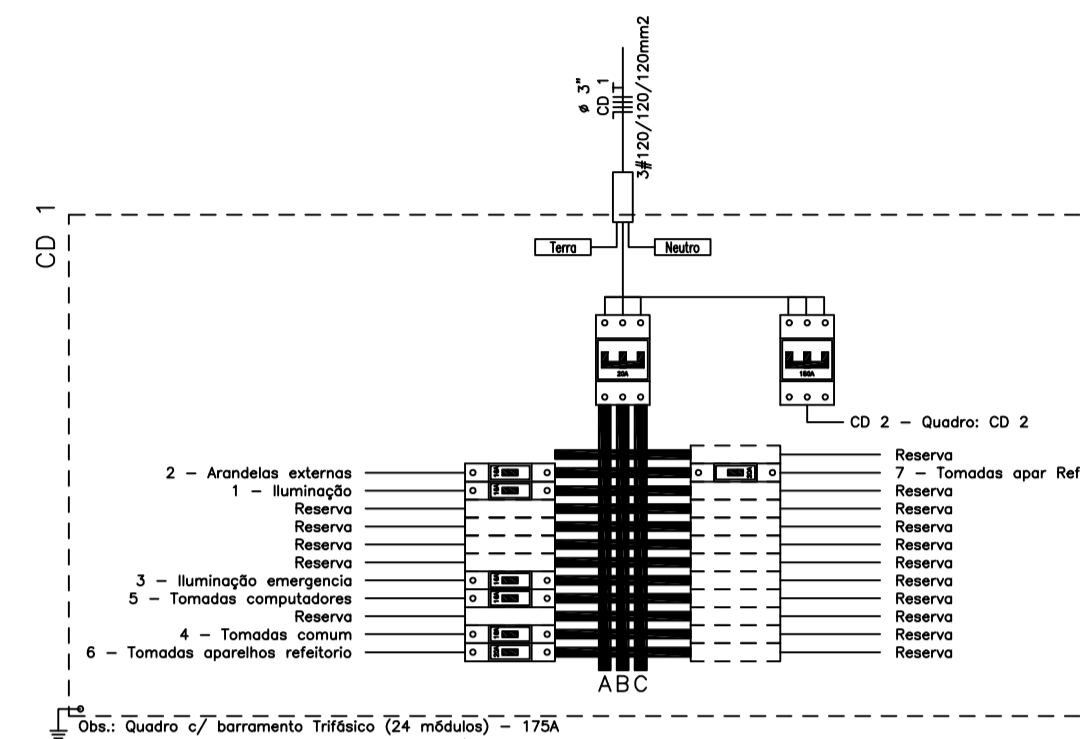 ø 3"
CD 1
3#120/120/120mm2
CD 1
Terra
Neutro
20A
150A
CD 2 – Quadro: CD 2
Reserva
2 – Arandelas externas
7 – Tomadas apar Ref
1 – Iluminação
Reserva
Reserva
Reserva
Reserva
Reserva
Reserva
Reserva
Reserva
3 – Iluminação emergencia
Reserva
5 – Tomadas computadores
Reserva
Reserva
Reserva
4 – Tomadas comum
Reserva
6 – Tomadas aparelhos refeitorio
Reserva
A B C
Obs.: Quadro c/ barramento Trifásico (24 módulos) – 175A